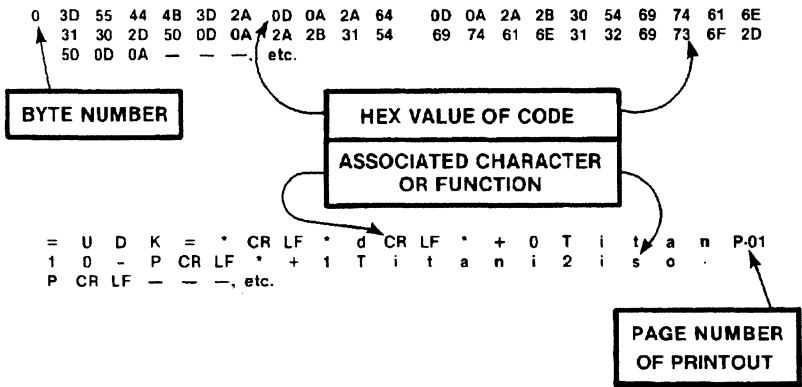 0 3D 55 44 4B 3D 2A 0D 0A 2A 64 0D 0A 2A 2B 30 54 69 74 61 6E
31 30 2D 50 0D 0A 2A 2B 31 54 69 74 61 6E 31 32 69 73 6F 2D
50 0D 0A — — —, etc.
BYTE NUMBER
HEX VALUE OF CODE
ASSOCIATED CHARACTER
OR FUNCTION
= U D K = * CR LF * d CR LF * + 0 T i t a n P-01
1 0 - P CR LF * + 1 T i t a n i 2 i s o -
P CR LF — — —, etc.
PAGE NUMBER
OF PRINTOUT